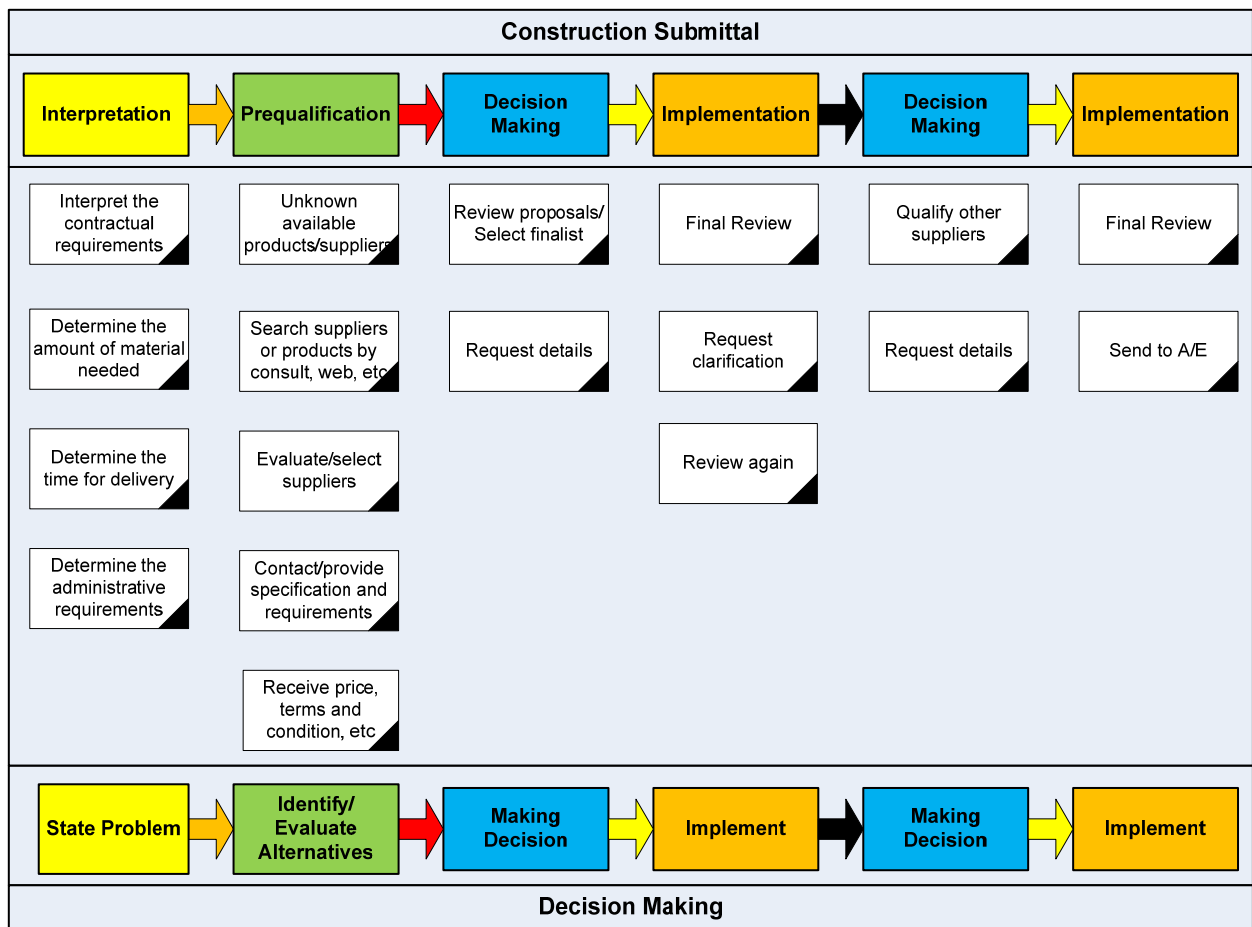 Construction Submittal
Interpretation
Prequalification
Decision
Making
Implementation
Decision
Making
Implementation
Interpret the
contractual
requirements
Unknown
available
products/suppliers
Review proposals/
Select finalist
Final Review
Qualify other
suppliers
Final Review
Determine the
amount of material
needed
Search suppliers
or products by
consult, web, etc
Request details
Request
clarification
Request details
Send to A/E
Determine the
time for delivery
Evaluate/select
suppliers
Review again
Determine the
administrative
requirements
Contact/provide
specification and
requirements
Receive price,
terms and
condition, etc
State Problem
Identify/
Evaluate
Alternatives
Making
Decision
Implement
Making
Decision
Implement
Decision Making